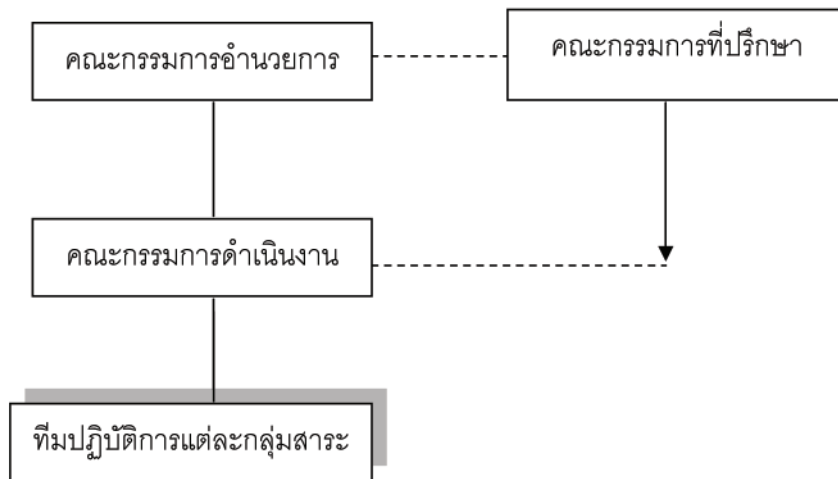 คณะกรรมการอำนวยการ
คณะกรรมการที่ปรึกษา
คณะกรรมการดำเนินงาน
ทีมปฏิบัติการแต่ละกลุ่มสาระ